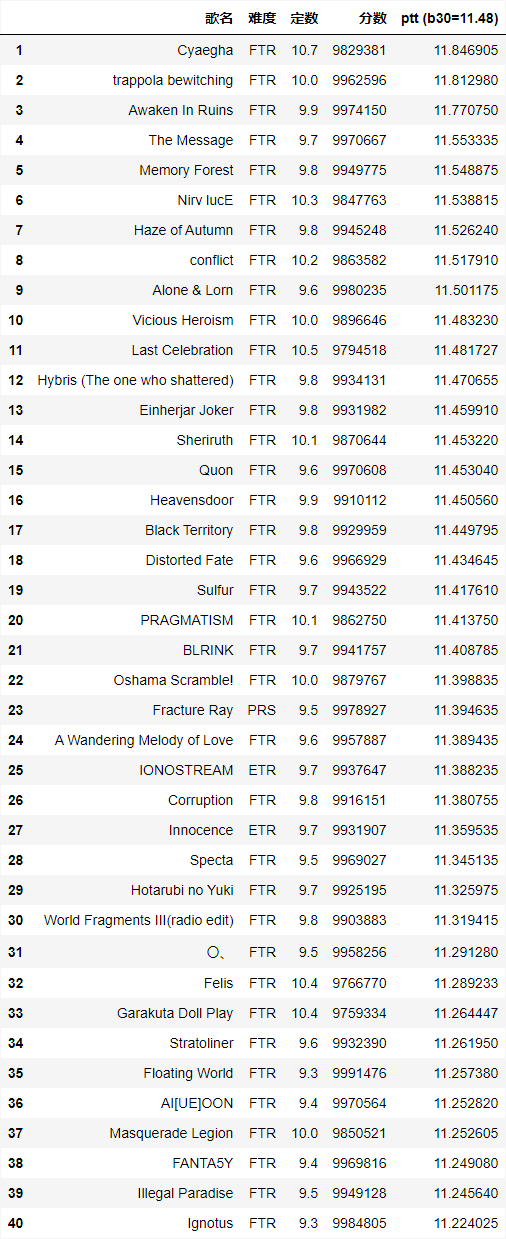 歌名 难度 定数 分数 ptt (b30=11.48)
1 Cyaegha FTR 10.7 9829381 11.846905
2 trappola bewitching FTR 10.0 9962596 11.812980
3 Awaken In Ruins FTR 9.9 9974150 11.770750
4 The Message FTR 9.7 9970667 11.553335
5 Memory Forest FTR 9.8 9949775 11.548875
6 Nirv lucE FTR 10.3 9847763 11.538815
7 Haze of Autumn FTR 9.8 9945248 11.526240
8 conflict FTR 10.2 9863582 11.517910
9 Alone & Lorn FTR 9.6 9980235 11.501175
10 Vicious Heroism FTR 10.0 9896646 11.483230
11 Last Celebration FTR 10.5 9794518 11.481727
12 Hybris (The one who shattered) FTR 9.8 9934131 11.470655
13 Einherjar Joker FTR 9.8 9931982 11.459910
14 Sheriruth FTR 10.1 9870644 11.453220
15 Quon FTR 9.6 9970608 11.453040
16 Heavensdoor FTR 9.9 9910112 11.450560
17 Black Territory FTR 9.8 9929959 11.449795
18 Distorted Fate FTR 9.6 9966929 11.434645
19 Sulfur FTR 9.7 9943522 11.417610
20 PRAGMATISM FTR 10.1 9862750 11.413750
21 BLRINK FTR 9.7 9941757 11.408785
22 Oshama Scramble! FTR 10.0 9879767 11.398835
23 Fracture Ray PRS 9.5 9978927 11.394635
24 A Wandering Melody of Love FTR 9.6 9957887 11.389435
25 IONOSTREAM ETR 9.7 9937647 11.388235
26 Corruption FTR 9.8 9916151 11.380755
27 Innocence ETR 9.7 9931907 11.359535
28 Specta FTR 9.5 9969027 11.345135
29 Hotarubi no Yuki FTR 9.7 9925195 11.325975
30 World Fragments III(radio edit) FTR 9.8 9903883 11.319415
31 〇、 FTR 9.5 9958256 11.291280
32 Felis FTR 10.4 9766770 11.289233
33 Garakuta Doll Play FTR 10.4 9759334 11.264447
34 Stratoliner FTR 9.6 9932390 11.261950
35 Floating World FTR 9.3 9991476 11.257380
36 AI[UE]OON FTR 9.4 9970564 11.252820
37 Masquerade Legion FTR 10.0 9850521 11.252605
38 FANTA5Y FTR 9.4 9969816 11.249080
39 Illegal Paradise FTR 9.5 9949128 11.245640
40 Ignotus FTR 9.3 9984805 11.224025